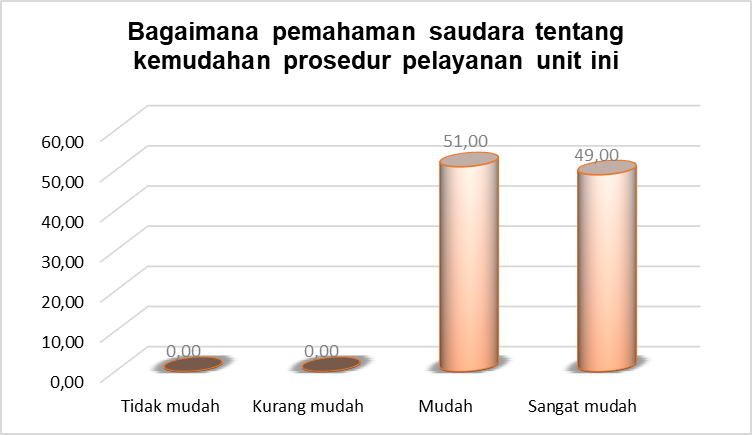 Bagaimana pemahaman saudara tentang
kemudahan prosedur pelayanan unit ini
60,00
50,00
40,00
30,00
20,00
10,00
0,00
0,00
0,00
51,00
49,00
Tidak mudah
Kurang mudah
Mudah
Sangat mudah